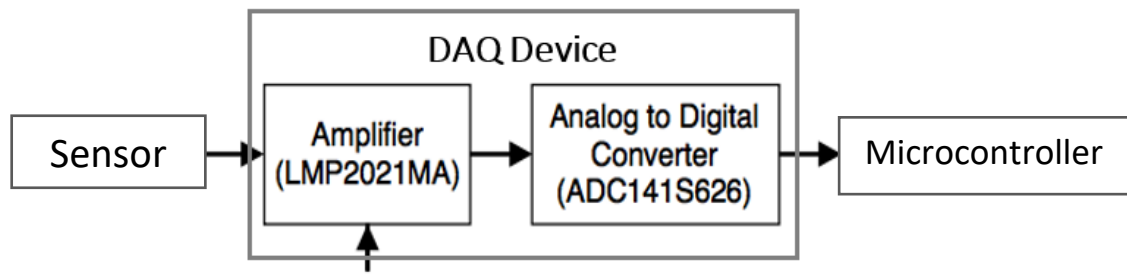 DAQ Device
Sensor
Amplifier
(LMP2021MA)
Analog to Digital
Converter
(ADC141S626)
Microcontroller